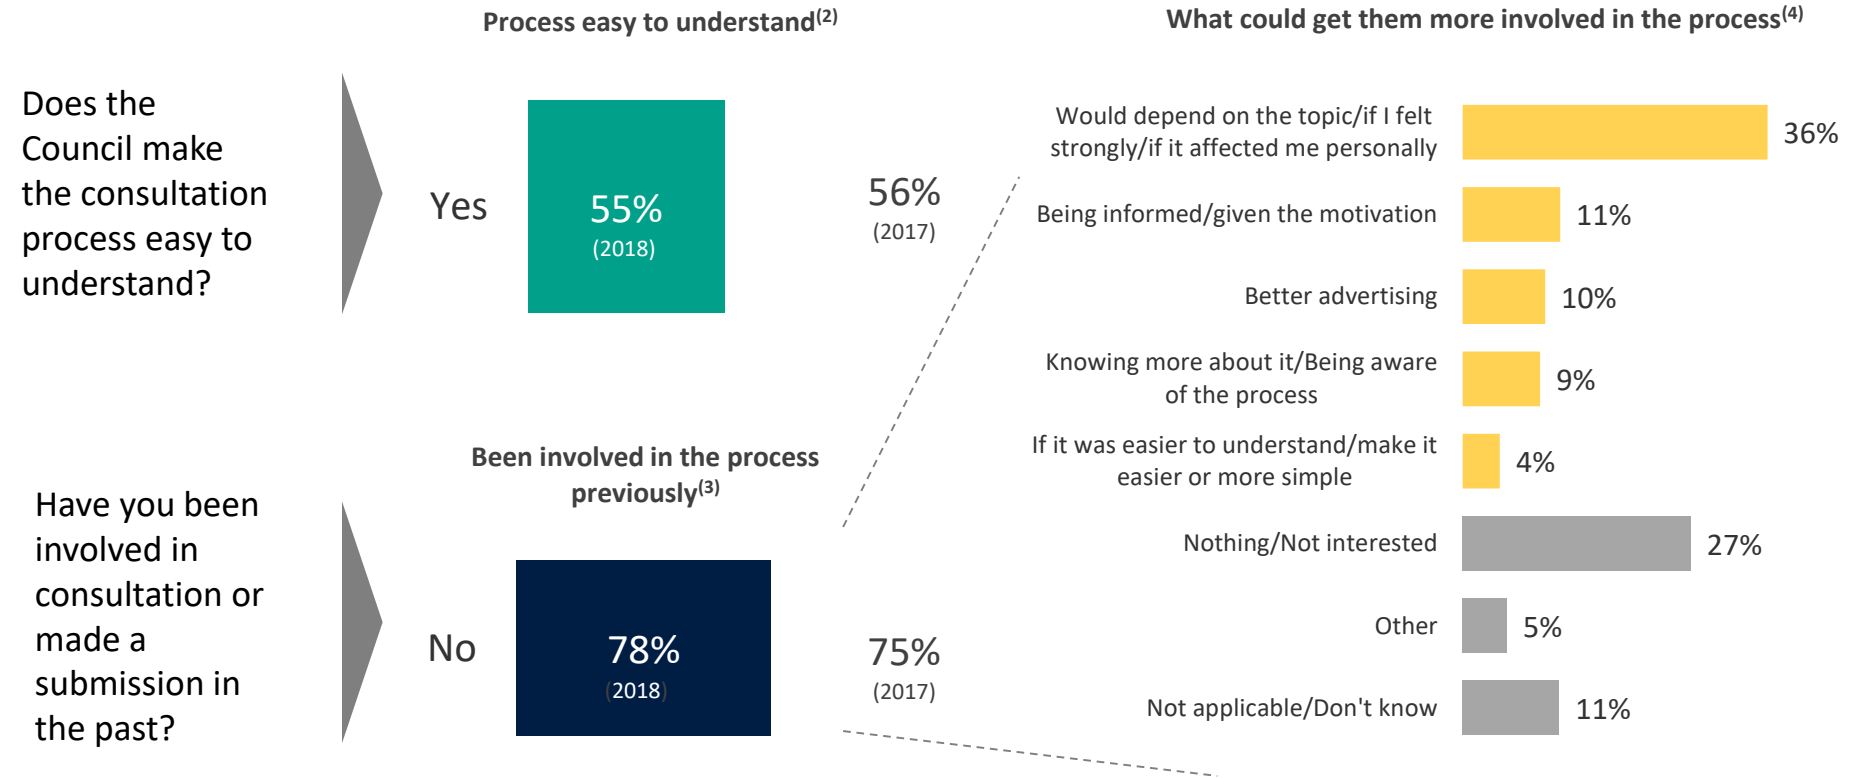 Process easy to understand(2)
Does the
Council make
the consultation
process easy to
understand?
Yes
55%
(2018)
56%
(2017)
Been involved in the process
previously(3)
Have you been
involved in
consultation or
made a
submission in
the past?
No
78%
(2018)
75%
(2017)
What could get them more involved in the process(4)
Would depend on the topic/if I felt
strongly/if it affected me personally
36%
Being informed/given the motivation
11%
Better advertising
10%
Knowing more about it/Being aware
of the process
9%
If it was easier to understand/make it
easier or more simple
4%
Nothing/Not interested
27%
Other
5%
Not applicable/Don't know
11%